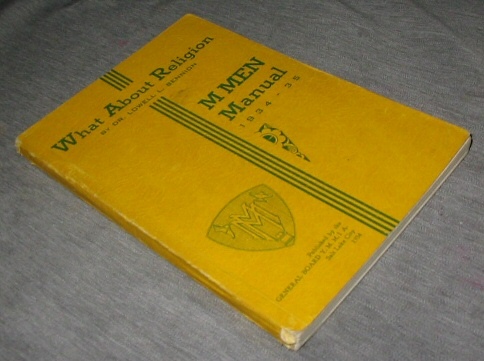 What About Religion
BY DR. LOWELL L. BENNION
M MEN
Manual
1934-35
M
Published by the
GENERAL BOARD Y. M. M. I. A.
Salt Lake City
1934